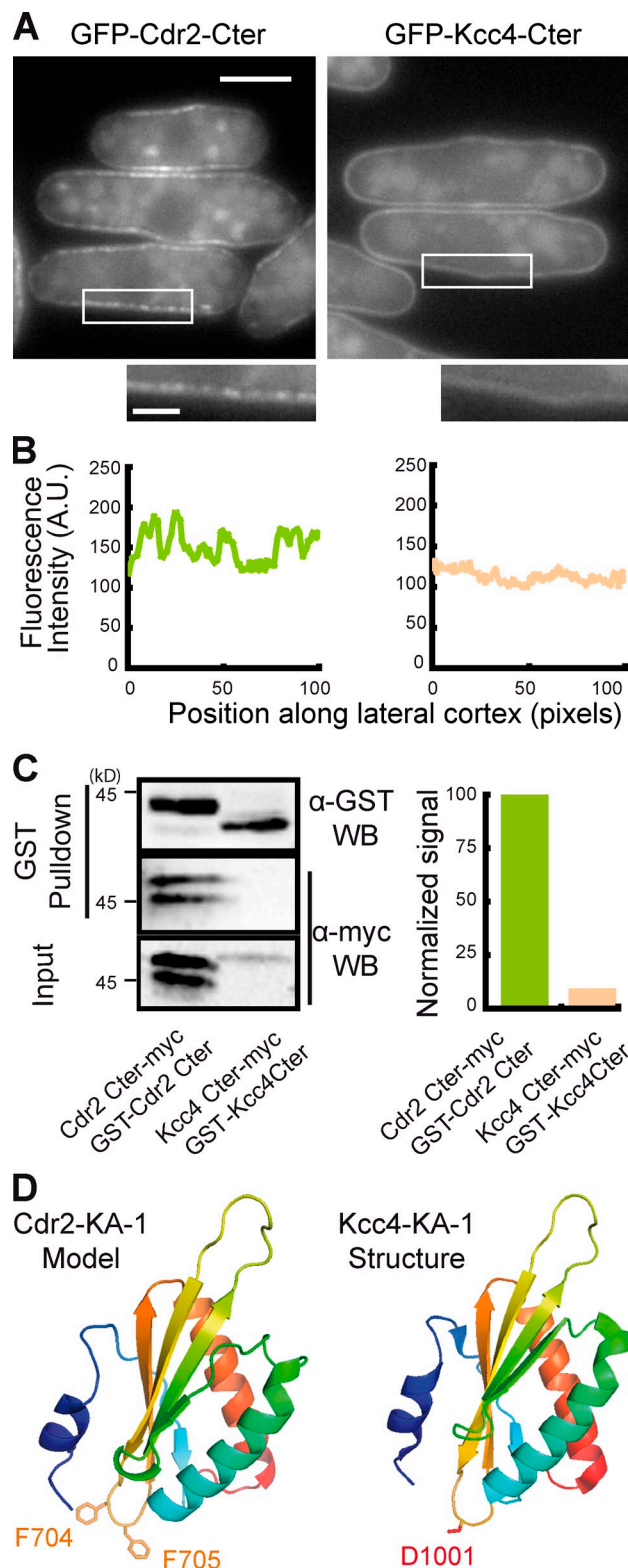 A
GFP-Cdr2-Cter
GFP-Kcc4-Cter
B
Fluorescence
Intensity (A.U.)
250
200
150
100
50
0
0
50
100
250
200
150
100
50
0
0
50
100
Position along lateral cortex (pixels)
C
(kD)
GST
Pulldown
Input
45
45
45
α-GST
WB
α-myc
WB
Cdr2 Cter-myc
GST-Cdr2 Cter
Kcc4 Cter-myc
GST-Kcc4Cter
Normalized signal
100
75
50
25
0
Cdr2 Cter-myc
GST-Cdr2 Cter
Kcc4 Cter-myc
GST-Kcc4Cter
D
Cdr2-KA-1
Model
Kcc4-KA-1
Structure
F704
F705
D1001